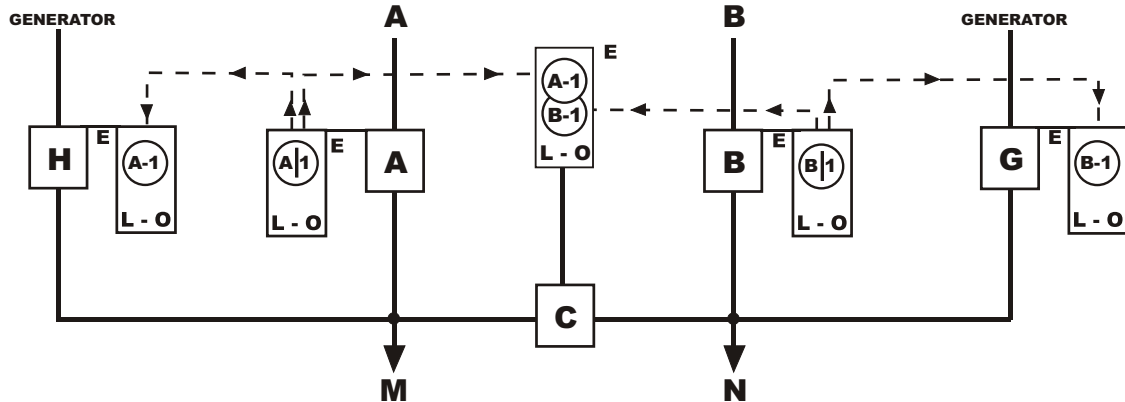 GENERATOR
A
B
GENERATOR
E
A-1
B-1
L - O
H
E
A-1
L - O
A|1
E
L - O
A
B
E
B|1
L - O
G
E
B-1
L - O
C
M
N